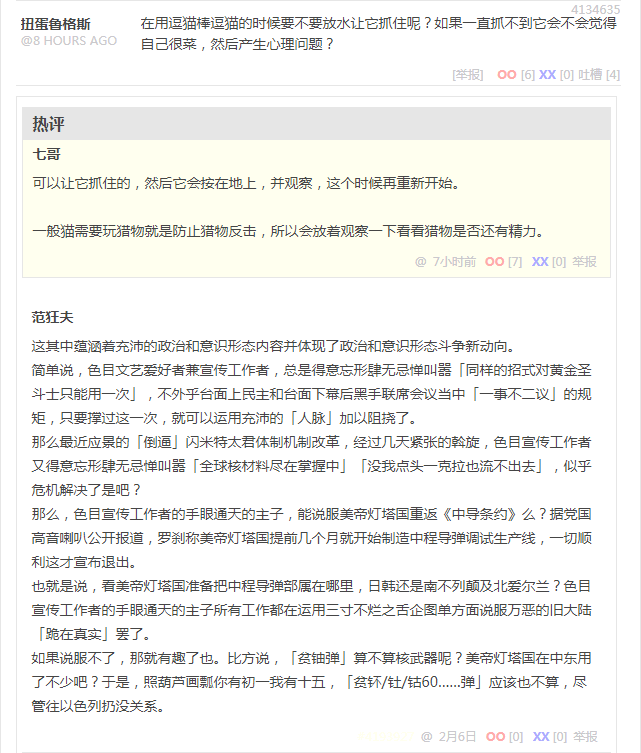 4134635
扭蛋鲁格斯
@8 HOURS AGO
在用逗猫棒逗猫的时候要不要放水让它抓住呢？如果一直抓不到它会不会觉得
自己很菜，然后产生心理问题？
[举报] OO [6] XX [0] 吐槽 [4]
热评
七哥
可以让它抓住的，然后它会按在地上，并观察，这个时候再重新开始。
一般猫需要玩猎物就是防止猎物反击，所以会放着观察一下看看猎物是否还有精力。
@ 7小时前 OO [7] XX [0] 举报
范狂夫
这其中蕴涵着充沛的政治和意识形态内容并体现了政治和意识形态斗争新动向。
简单说，色目文艺爱好者兼宣传工作者，总是得意忘形肆无忌惮叫嚣「同样的招式对黄金圣
斗士只能用一次」，不外乎台面上民主和台面下幕后黑手联席会议当中「一事不二议」的规
矩，只要撑过这一次，就可以运用充沛的「人脉」加以阻挠了。
那么最近应景的「倒逼」闪米特太君体制机制改革，经过几天紧张的斡旋，色目宣传工作者
又得意忘形肆无忌惮叫嚣「全球核材料尽在掌握中」「没我点头一克拉也流不出去」，似乎
危机解决了是吧？
那么，色目宣传工作者的手眼通天的主子，能说服美帝灯塔国重返《中导条约》么？据党国
高音喇叭公开报道，罗刹称美帝灯塔国提前几个月就开始制造中程导弹调试生产线，一切顺
利这才宣布退出。
也就是说，看美帝灯塔国准备把中程导弹部属在哪里，日韩还是南不列颠及北爱尔兰？色目
宣传工作者的手眼通天的主子所有工作都在运用三寸不烂之舌企图单方面说服万恶的旧大陆
「跪在真实」罢了。
如果说服不了，那就有趣了也。比方说，「贫铀弹」算不算核武器呢？美帝灯塔国在中东用
了不少吧？于是，照葫芦画瓢你有初一我有十五，「贫钚/钍/钴60……弹」应该也不算，尽
管往以色列扔没关系。
@ 2月6日 OO [0] XX [0] 举报